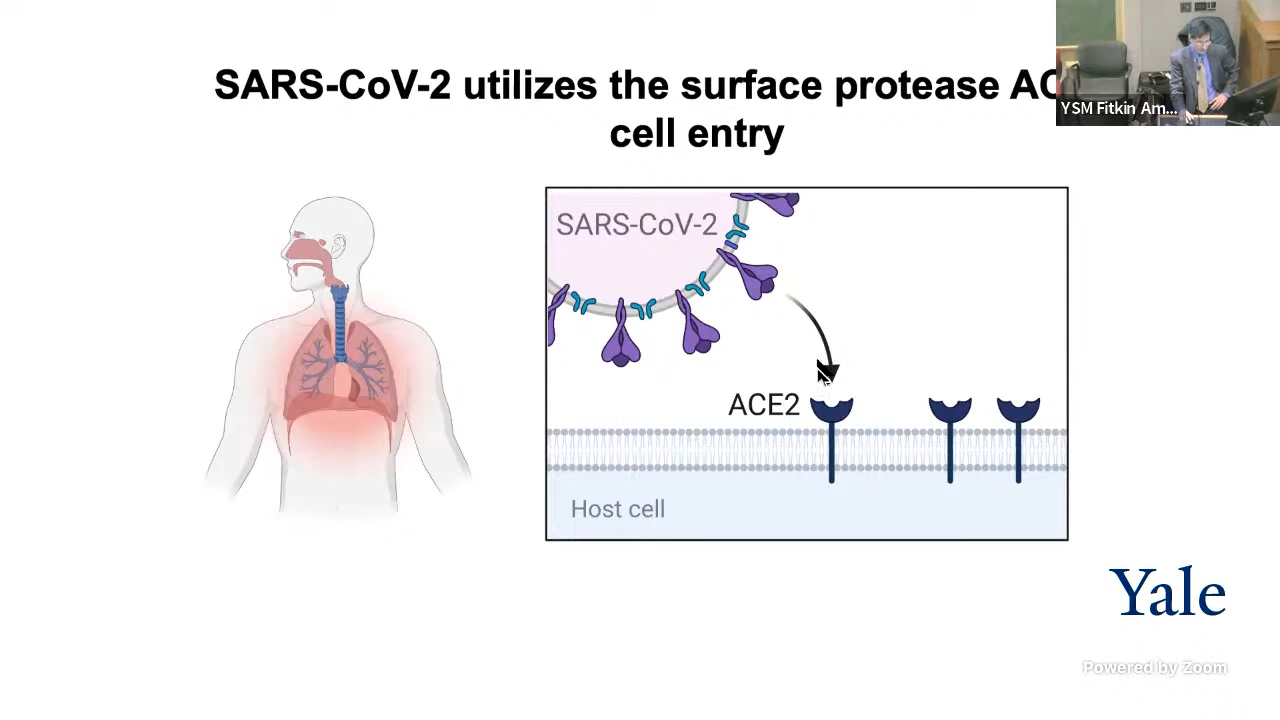 SARS-CoV-2 utilizes the surface protease
cell entry
YSM Fitkin Am...
SARS-CoV-2
ACE2
Host cell
Yale
Powered by Zoom